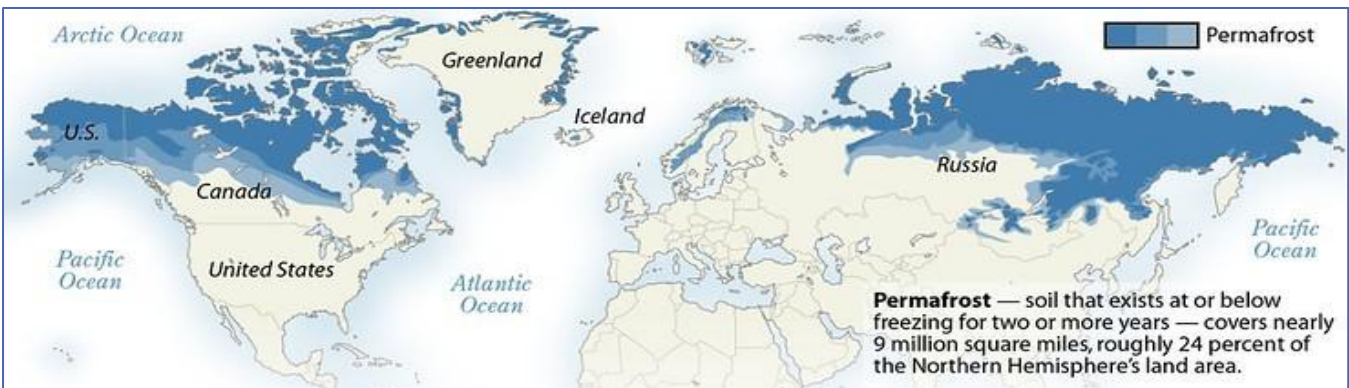 Arctic Ocean
Greenland
Permafrost
Iceland
U.S.
Russia
Canada
Pacific
Ocean
United States
Atlantic
Ocean
Pacific
Ocean
Permafrost — soil that exists at or below
freezing for two or more years — covers nearly
9 million square miles, roughly 24 percent of
the Northern Hemisphere's land area.